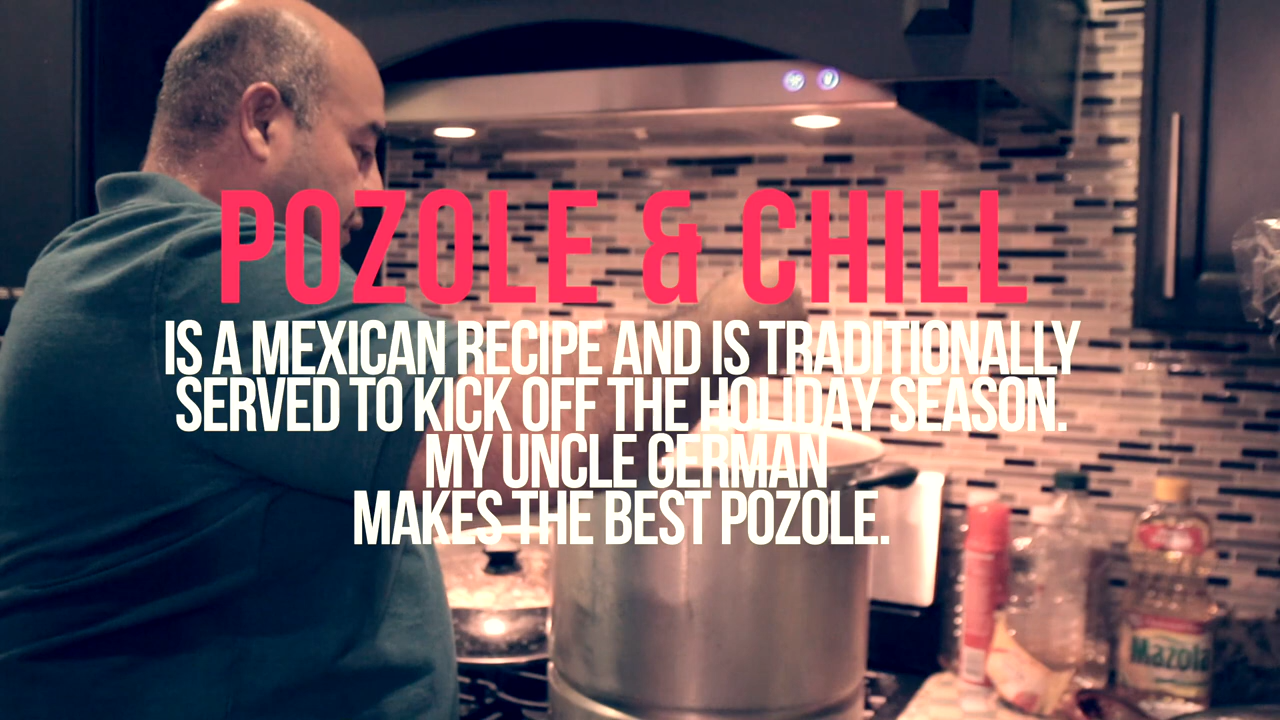 POZOLE & CHILL
IS A MEXICAN RECIPE AND IS TRADITIONALLY
SERVED TO KICK OFF THE HOLIDAY SEASON.
MY UNCLE GERMAN
MAKES THE BEST POZOLE.
Mazola